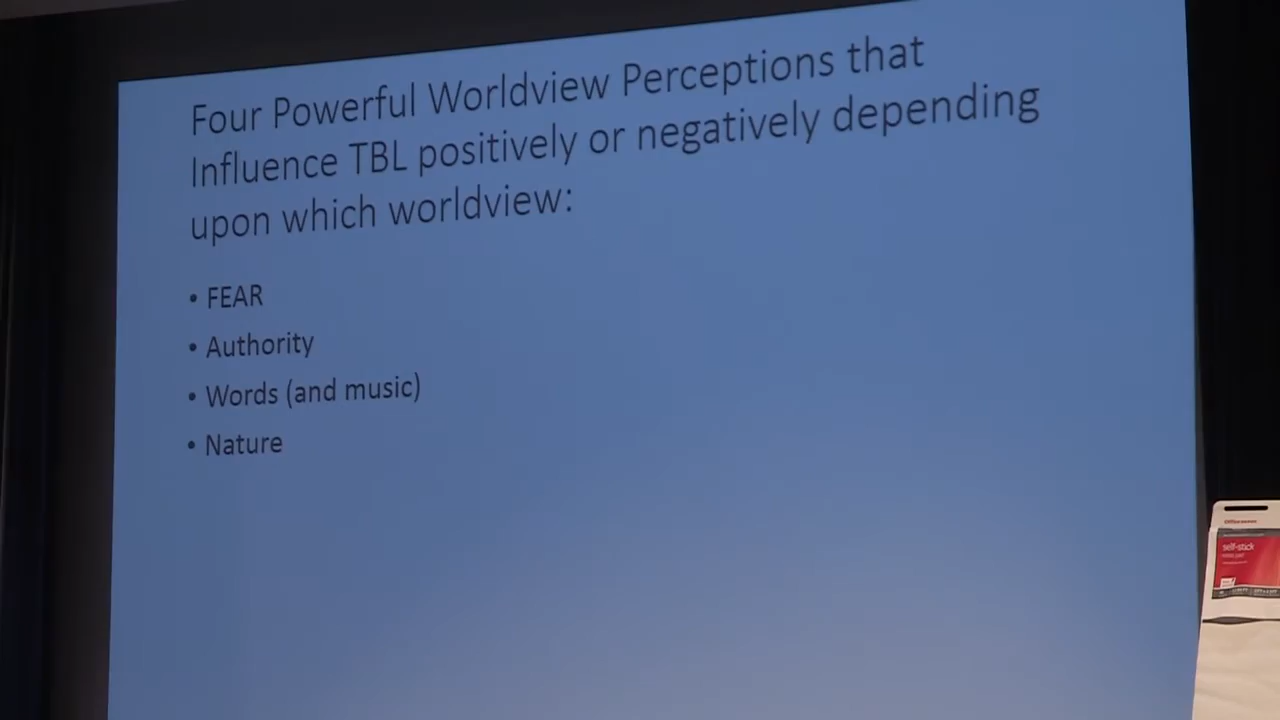 Four Powerful Worldview Perceptions that
Influence TBL positively or negatively depending
upon which worldview:
• FEAR
• Authority
• Words (and music)
• Nature
self-stick